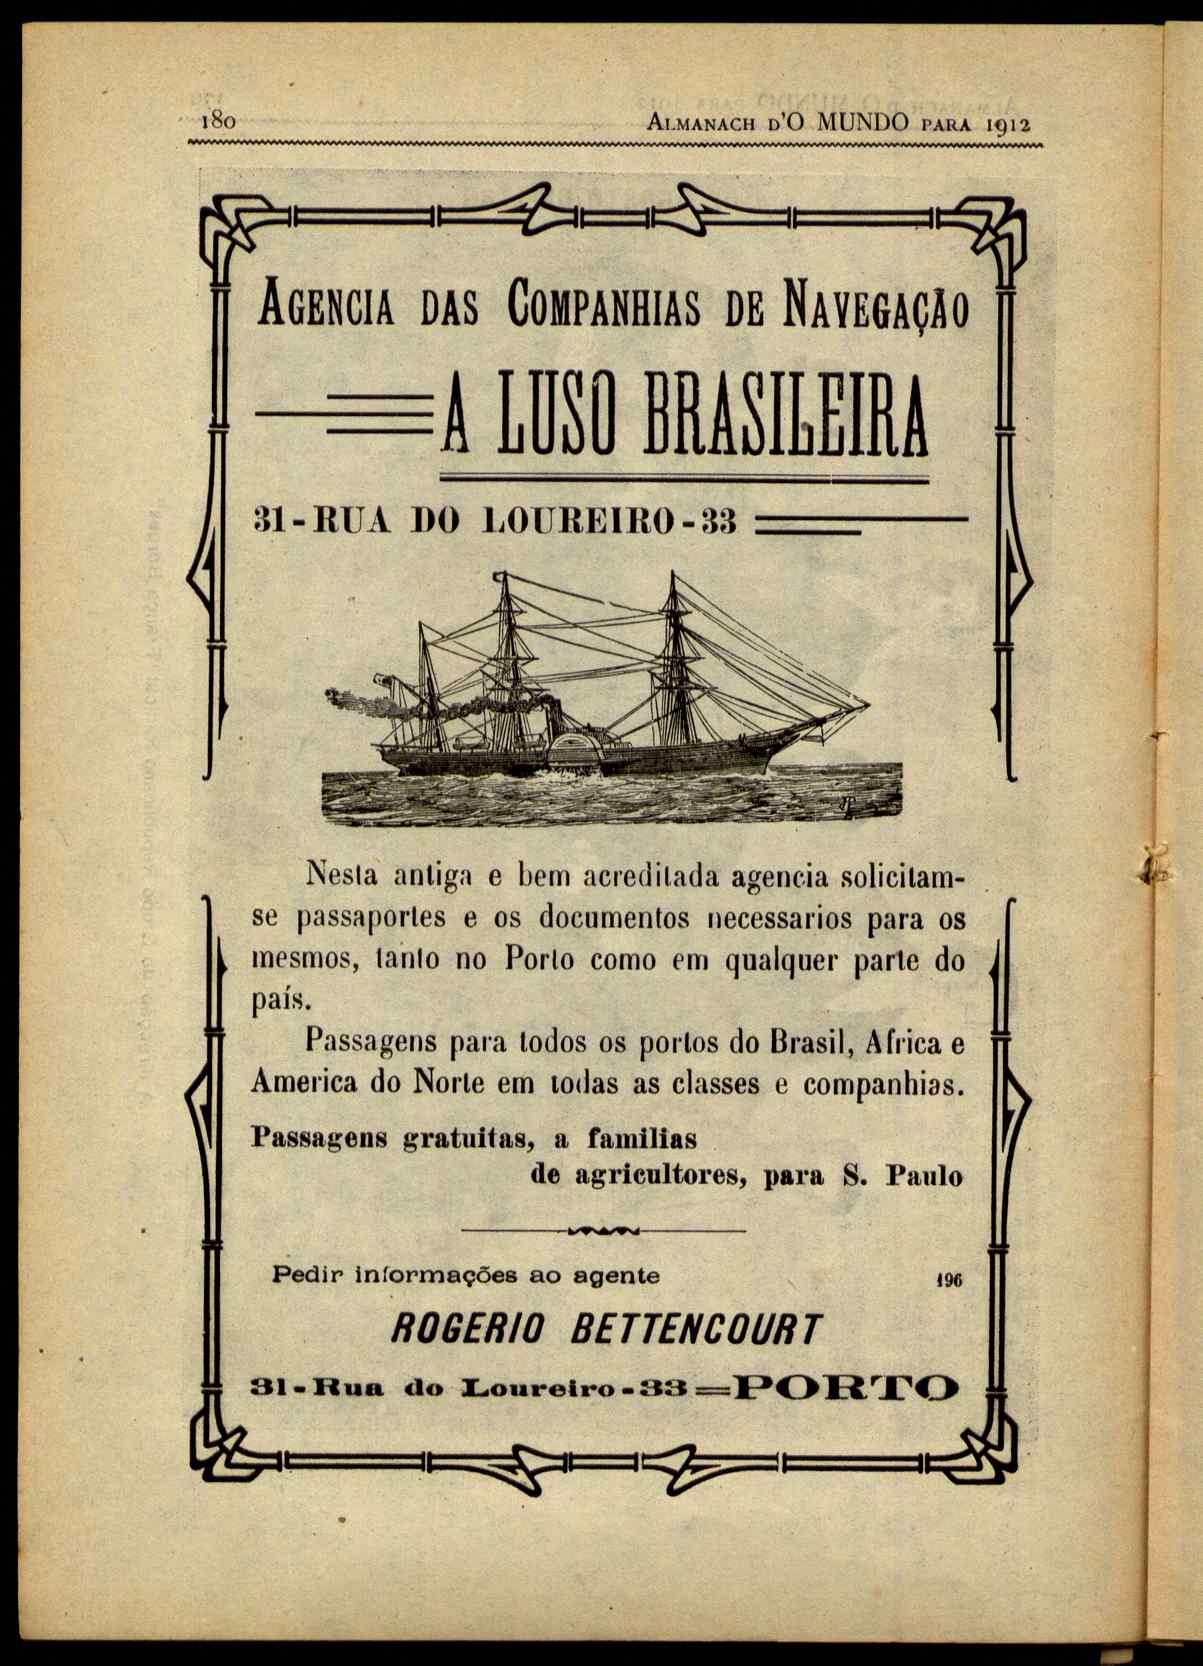 180 ALMANACH D'O MUNDO PARA 1912
AGENCIA DAS COMPANHIAS DE NAVEGAÇÃO
A LUSO BRASILEIRA
31-RUA DO LOUREIRO-33
Nesta antiga e bem acreditada agencia solicitam-
se passaportes e os documentos necessarios para os
mesmos, tanto no Porto como em qualquer parte do
país.
Passagens para todos os portos do Brasil, Africa e
America do Norte em todas as classes e companhias.
Passagens gratuitas, a familias
de agricultores, para S. Paulo
Pedir informações ao agente 196
ROGERIO BETTENCOURT
31-Rua do Loureiro-33=PORTO